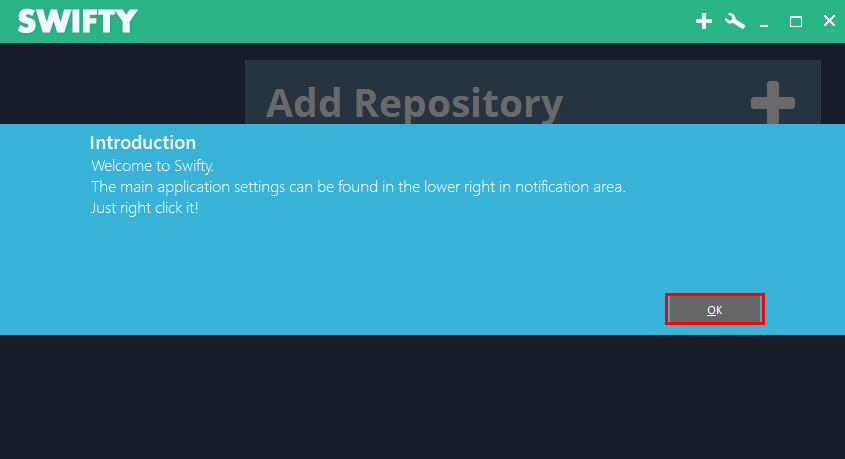 SWIFTY
Add Repository
Introduction
Welcome to Swifty.
The main application settings can be found in the lower right in notification area.
Just right click it!
OK